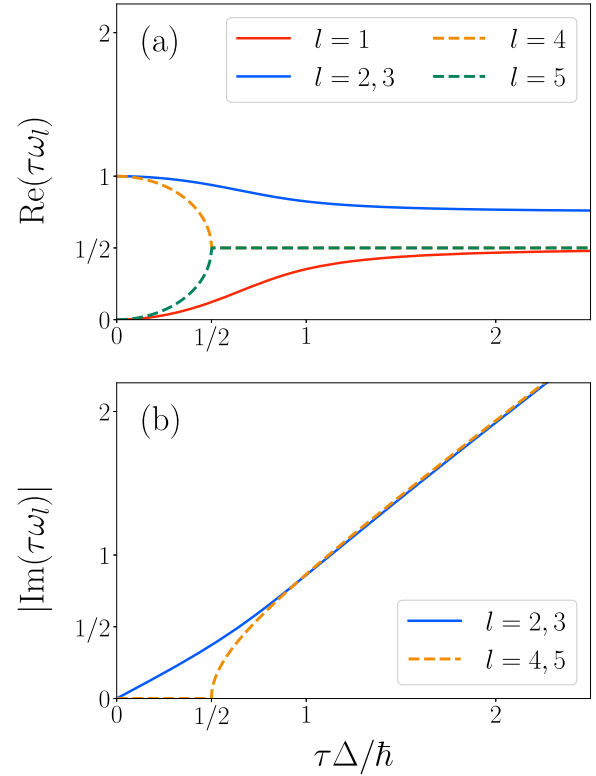 (a)
l = 1
l = 4
l = 2, 3
l = 5
Re(τω_l)
2
1
1/2
0
0
1/2
1
2
(b)
l = 2, 3
l = 4, 5
|Im(τω_l)|
2
1
1/2
0
0
1/2
1
2
τΔ/ℏ